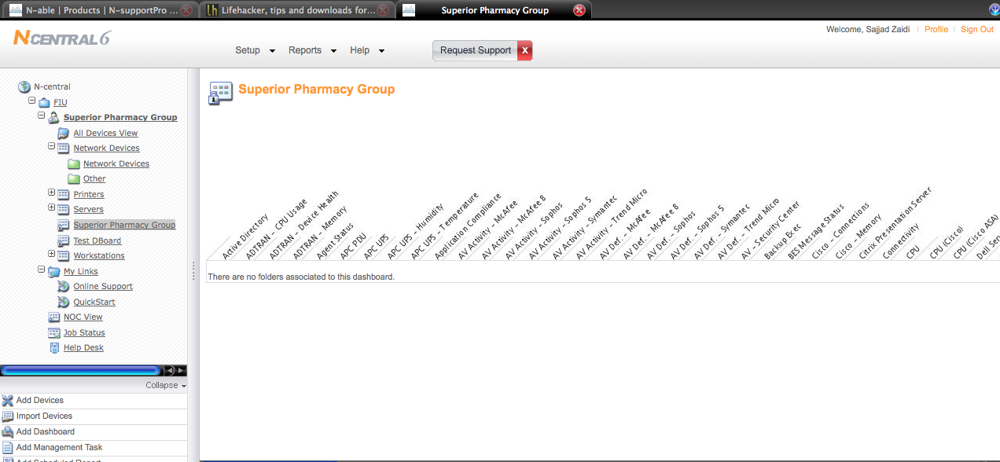 N-able | Products | N-supportPro ...
Lifehacker, tips and downloads for...
Superior Pharmacy Group
Welcome, Sajjad Zaidi | Profile | Sign Out
NCENTRAL 6
Setup Reports Help Request Support X
N-central
FIU
Superior Pharmacy Group
All Devices View
Network Devices
Network Devices
Other
Printers
Servers
Superior Pharmacy Group
Test DBoard
Workstations
My Links
Online Support
QuickStart
NOC View
Job Status
Help Desk
Collapse
Add Devices
Import Devices
Add Dashboard
Add Management Task
Add Scheduled Report
Superior Pharmacy Group
Active Directory
ADTRAN - CPU Usage
ADTRAN - Device Health
ADTRAN - Memory
Agent Status
APC PDU
APC UPS
APC UPS - Humidity
APC UPS - Temperature
Application Compliance
AV Activity - McAfee
AV Activity - McAfee 8
AV Activity - Sophos
AV Activity - Sophos 5
AV Activity - Symantec
AV Activity - Trend Micro
AV Def. - McAfee
AV Def. - McAfee 8
AV Def. - Sophos
AV Def. - Sophos 5
AV Def. - Symantec
AV Def. - Trend Micro
AV - Security Center
Backup Exec
BES Message Status
Cisco - Connections
Cisco - Memory
Citrix Presentation Server
Connectivity
CPU
CPU (Cisco)
CPU (Cisco ASA)
Dell Ser
There are no folders associated to this dashboard.